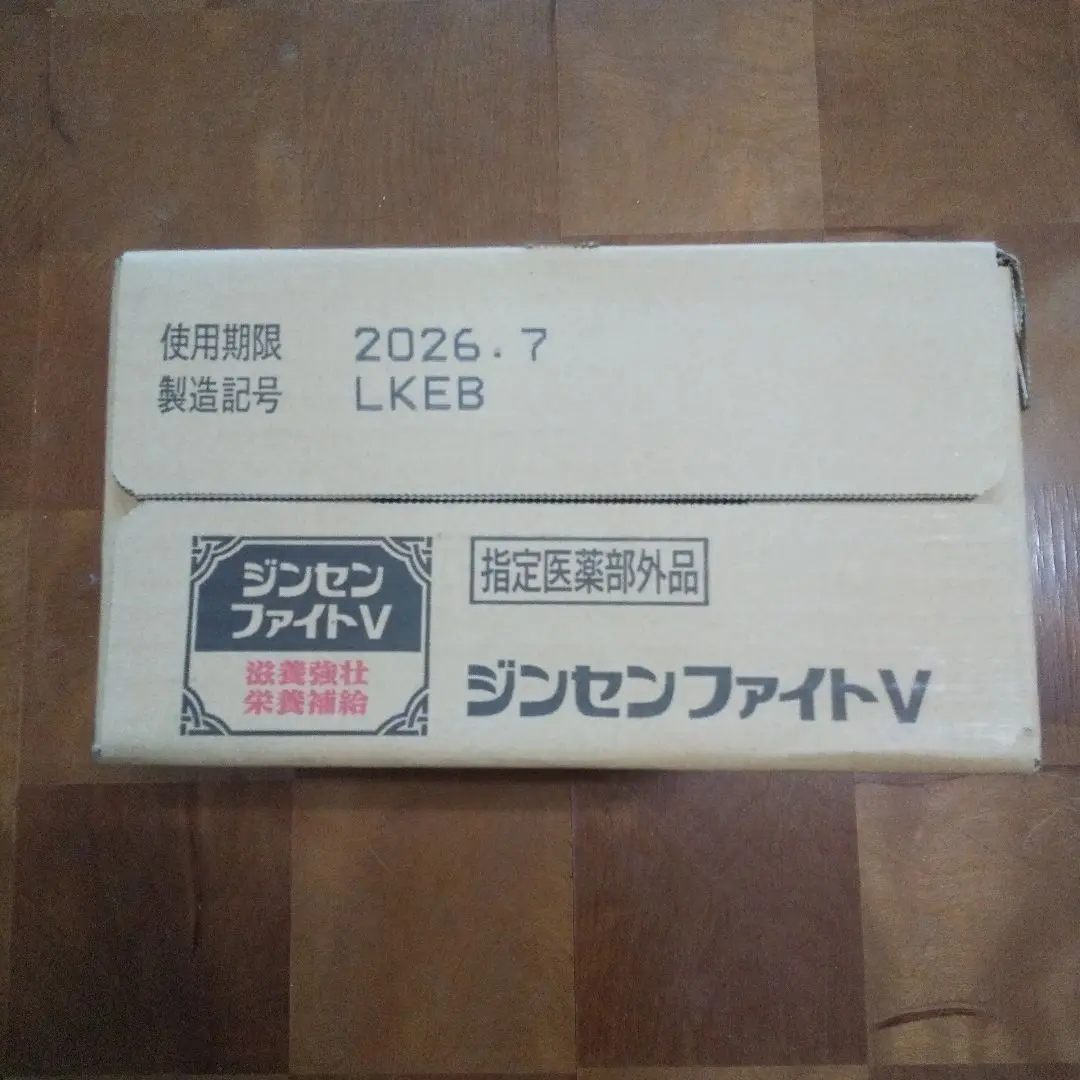 使用期限 2026.7
製造記号 LKEB
ジンセン
ファイトV
滋養強壮
栄養補給
指定医薬部外品
ジンセンファイトV